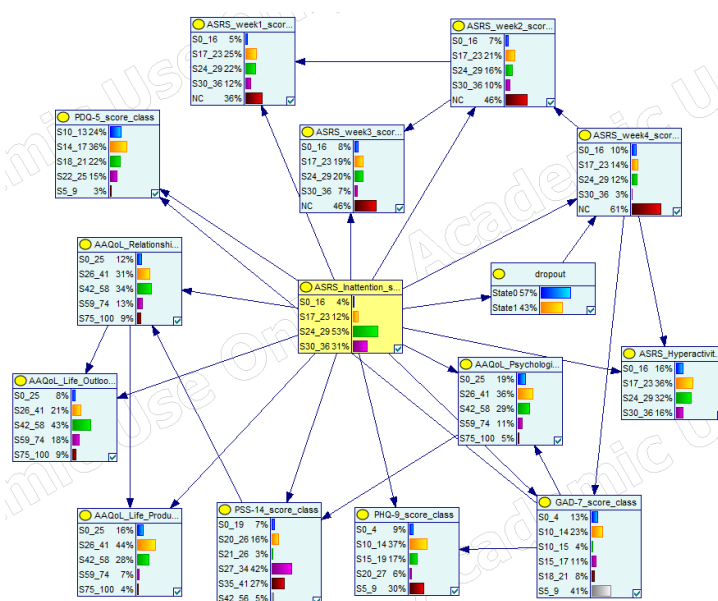 ASRS_week1_scor...
S0_16 5%
S17_23 25%
S24_29 22%
S30_36 12%
NC 36%
ASRS_week2_scor...
S0_16 7%
S17_23 21%
S24_29 16%
S30_36 10%
NC 46%
PDQ-5_score_class
S10_13 24%
S14_17 36%
S18_21 22%
S22_25 15%
S5_9 3%
ASRS_week3_scor...
S0_16 8%
S17_23 19%
S24_29 20%
S30_36 7%
NC 46%
ASRS_week4_scor...
S0_16 10%
S17_23 14%
S24_29 12%
S30_36 3%
NC 61%
AAQoL_Relationshi...
S0_25 12%
S26_41 31%
S42_58 34%
S59_74 13%
S75_100 9%
dropout
State0 57%
State1 43%
ASRS_Inattention_s...
S0_16 4%
S17_23 12%
S24_29 53%
S30_36 31%
ASRS_Hyperactivit...
S0_16 16%
S17_23 36%
S24_29 32%
S30_36 16%
AAQoL_Psychologi...
S0_25 19%
S26_41 36%
S42_58 29%
S59_74 11%
S75_100 5%
AAQoL_Life_Outloo...
S0_25 8%
S26_41 21%
S42_58 43%
S59_74 18%
S75_100 9%
AAQoL_Life_Produ...
S0_25 16%
S26_41 44%
S42_58 28%
S59_74 7%
S75_100 4%
PSS-14_score_class
S0_19 7%
S20_26 16%
S21_26 3%
S27_34 42%
S35_41 27%
S42_56 5%
PHQ-9_score_class
S0_4 9%
S10_14 37%
S15_19 17%
S20_27 6%
S5_9 30%
GAD-7_score_class
S0_4 13%
S10_14 23%
S10_15 4%
S15_17 11%
S18_21 8%
S5_9 41%